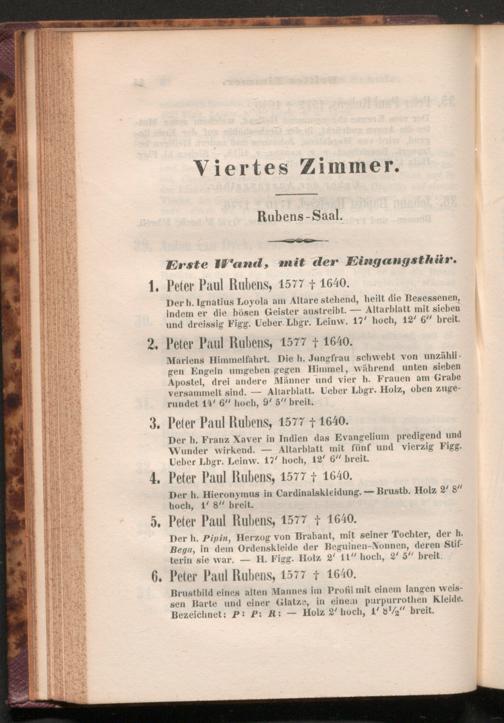 Viertes Zimmer.
Rubens-Saal.
Erste Wand, mit der Eingangsthür.
1. Peter Paul Rubens, 1577 † 1640.
Der h. Ignatius Loyola am Altare stehend, heilt die Besessenen,
indem er die bösen Geister austreibt. — Altarblatt mit sieben
und dreissig Figg. Ueber Lbgr. Leinw. 17' hoch, 12' 6" breit.
2. Peter Paul Rubens, 1577 † 1640.
Mariens Himmelfahrt. Die h. Jungfrau schwebt von unzähli-
gen Engeln umgeben gegen Himmel, während unten sieben
Apostel, drei andere Männer und vier h. Frauen am Grabe
versammelt sind. — Altarblatt. Ueber Lbgr. Holz, oben zuge-
rundet 14' 6" hoch, 9' 5" breit.
3. Peter Paul Rubens, 1577 † 1640.
Der h. Franz Xaver in Indien das Evangelium predigend und
Wunder wirkend. — Altarblatt mit fünf und vierzig Figg.
Ueber Lbgr. Leinw. 17' hoch, 12' 6" breit.
4. Peter Paul Rubens, 1577 † 1640.
Der h. Hieronymus in Cardinalskleidung. — Brustb. Holz 2' 8"
hoch, 1' 8" breit.
5. Peter Paul Rubens, 1577 † 1640.
Der h. Pipin, Herzog von Brabant, mit seiner Tochter, der h.
Bega, in dem Ordenskleide der Beguinen-Nonnen, deren Stif-
terin sie war. — H. Figg. Holz 2' 11" hoch, 2' 5" breit.
6. Peter Paul Rubens, 1577 † 1640.
Brustbild eines alten Mannes im Profil mit einem langen weis-
sen Barte und einer Glatze, in einem purpurrothen Kleide.
Bezeichnet: P: P: R: — Holz 2' hoch, 1' 8½" breit.